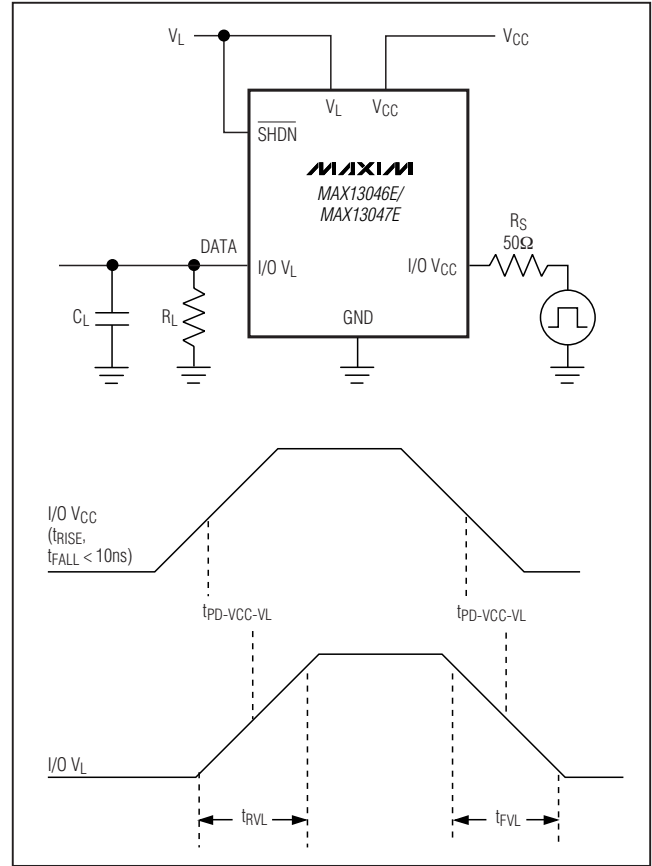 VL
VCC
VL VCC
SHDN
MAXIM
MAX13046E/
MAX13047E
RS
50Ω
DATA
I/O VL
I/O VCC
CL
RL
GND
I/O VCC
(tRISE,
tFALL < 10ns)
tPD-VCC-VL
tPD-VCC-VL
I/O VL
tRVL
tFVL